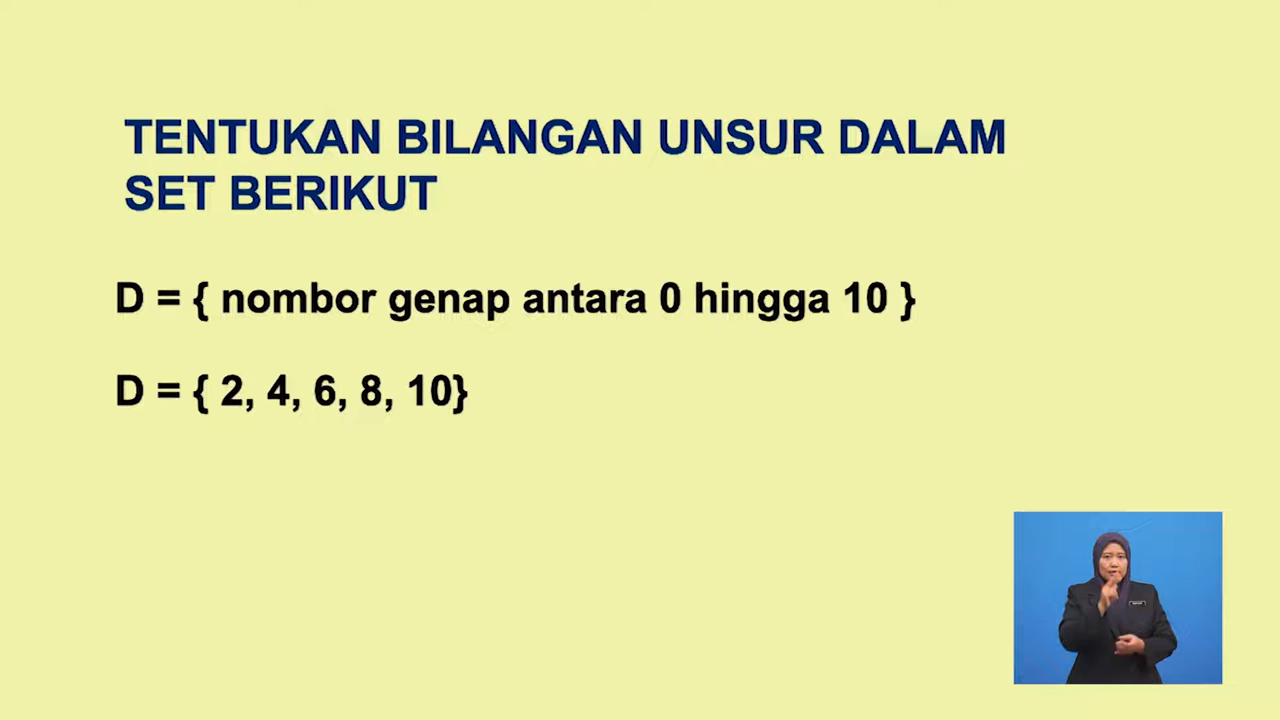 TENTUKAN BILANGAN UNSUR DALAM
SET BERIKUT
D = { nombor genap antara 0 hingga 10 }
D = { 2, 4, 6, 8, 10}